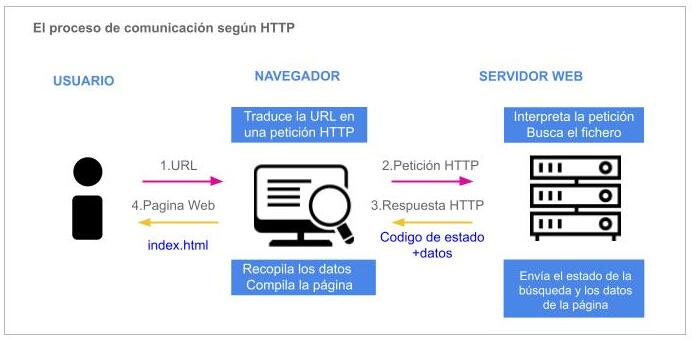 El proceso de comunicación según HTTP
USUARIO
NAVEGADOR
SERVIDOR WEB
Traduce la URL en
una petición HTTP
Interpreta la petición
Busca el fichero
1.URL
2.Petición HTTP
4.Pagina Web
3.Respuesta HTTP
index.html
Codigo de estado
+datos
Recopila los datos
Compila la página
Envía el estado de la
búsqueda y los datos
de la página